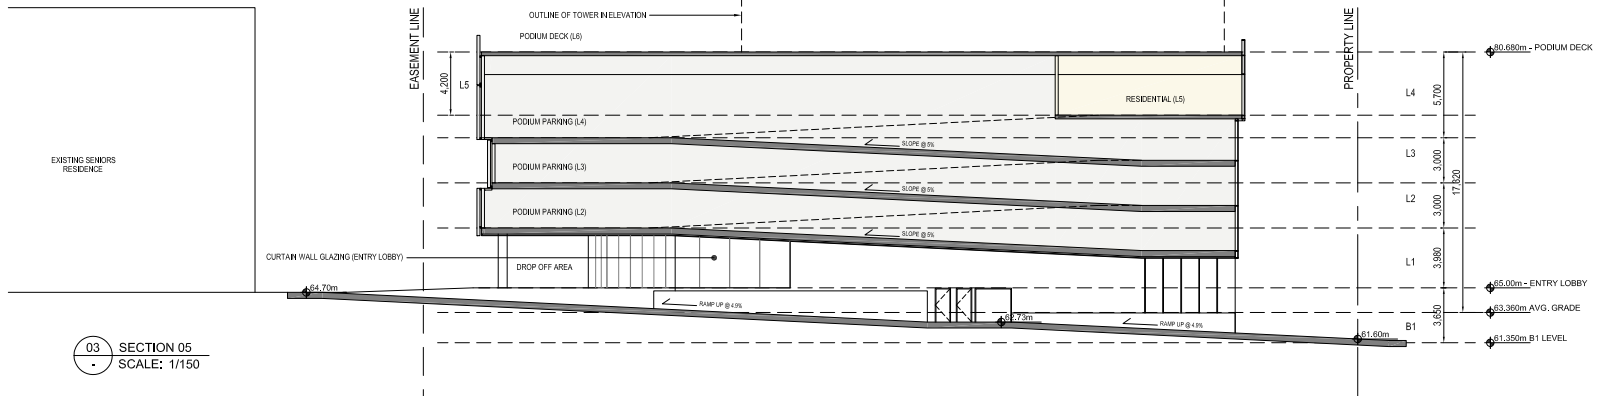 OUTLINE OF TOWER IN ELEVATION
PODIUM DECK (L6)
EASEMENT LINE
PROPERTY LINE
80.680m - PODIUM DECK
4,200
L5
RESIDENTIAL (L5)
L4
5,700
PODIUM PARKING (L4)
SLOPE @ 5%
L3
3,000
17,320
EXISTING SENIORS
RESIDENCE
PODIUM PARKING (L3)
SLOPE @ 5%
L2
3,000
PODIUM PARKING (L2)
SLOPE @ 5%
CURTAIN WALL GLAZING (ENTRY LOBBY)
DROP OFF AREA
L1
3,980
64.70m
65.00m - ENTRY LOBBY
RAMP UP @ 4.9%
63.360m AVG. GRADE
62.73m
RAMP UP @ 4.9%
B1
3,650
61.60m
61.350m B1 LEVEL
03
-
SECTION 05
SCALE: 1/150